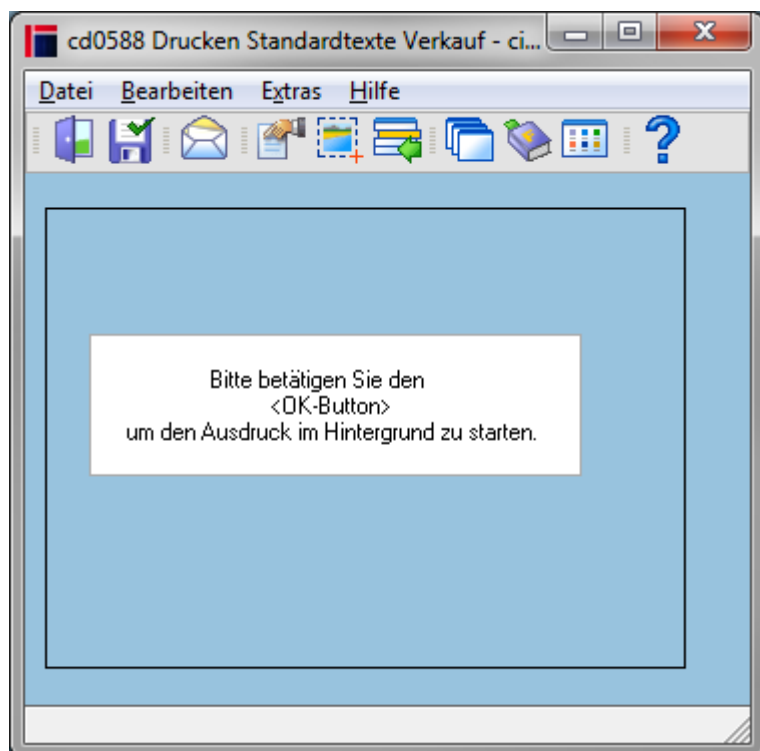 cd0588 Drucken Standardtexte Verkauf - ci...
Datei Bearbeiten Extras Hilfe
Bitte betätigen Sie den
<OK-Button>
um den Ausdruck im Hintergrund zu starten.